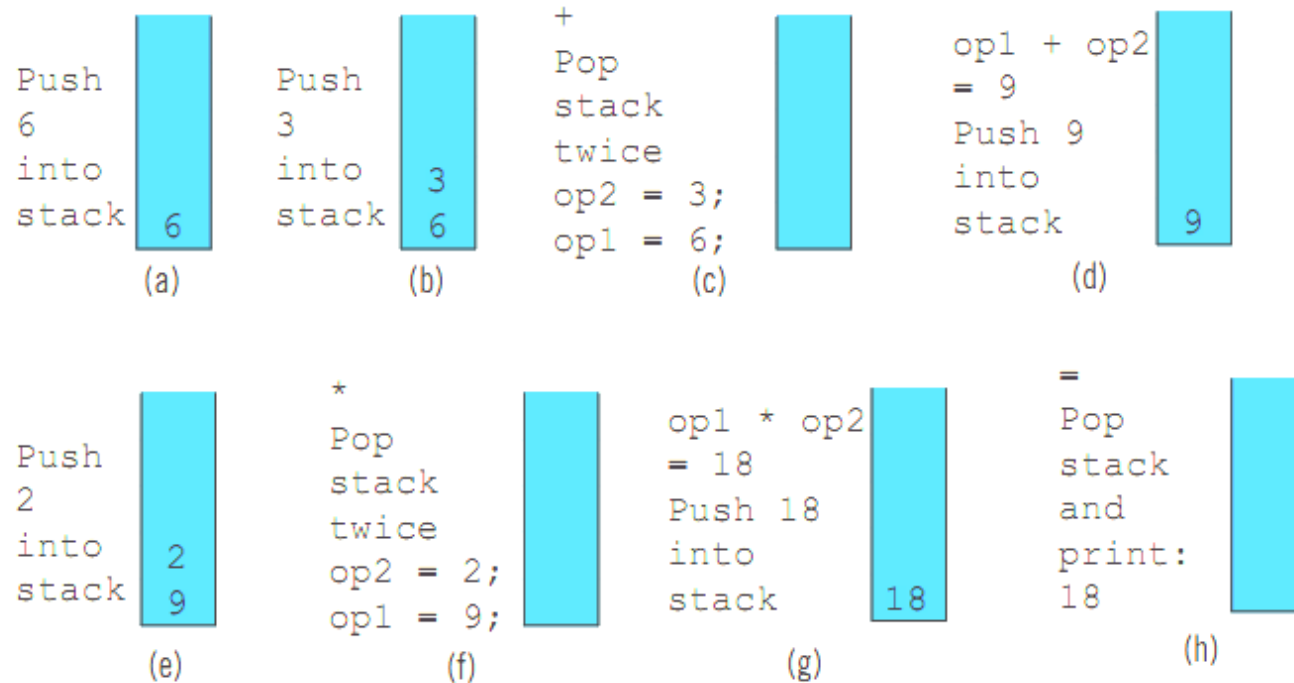 Push
6
into
stack
6
(a)
Push
3
into
stack
3
6
(b)
+
Pop
stack
twice
op2 = 3;
op1 = 6;
(c)
op1 + op2
= 9
Push 9
into
stack
9
(d)
Push
2
into
stack
2
9
(e)
*
Pop
stack
twice
op2 = 2;
op1 = 9;
(f)
op1 * op2
= 18
Push 18
into
stack
18
(g)
=
Pop
stack
and
print:
18
(h)